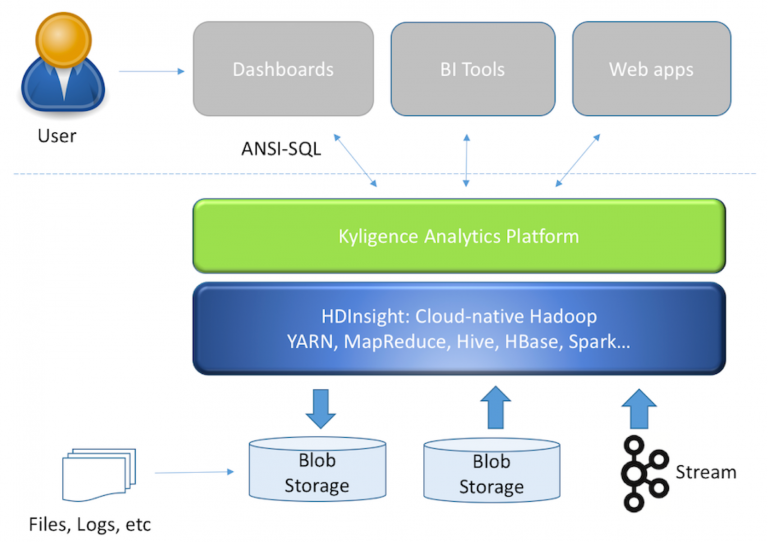 Dashboards
BI Tools
Web apps
User
ANSI-SQL
Kyligence Analytics Platform
HDInsight: Cloud-native Hadoop
YARN, MapReduce, Hive, HBase, Spark...
Blob
Storage
Blob
Storage
Stream
Files, Logs, etc